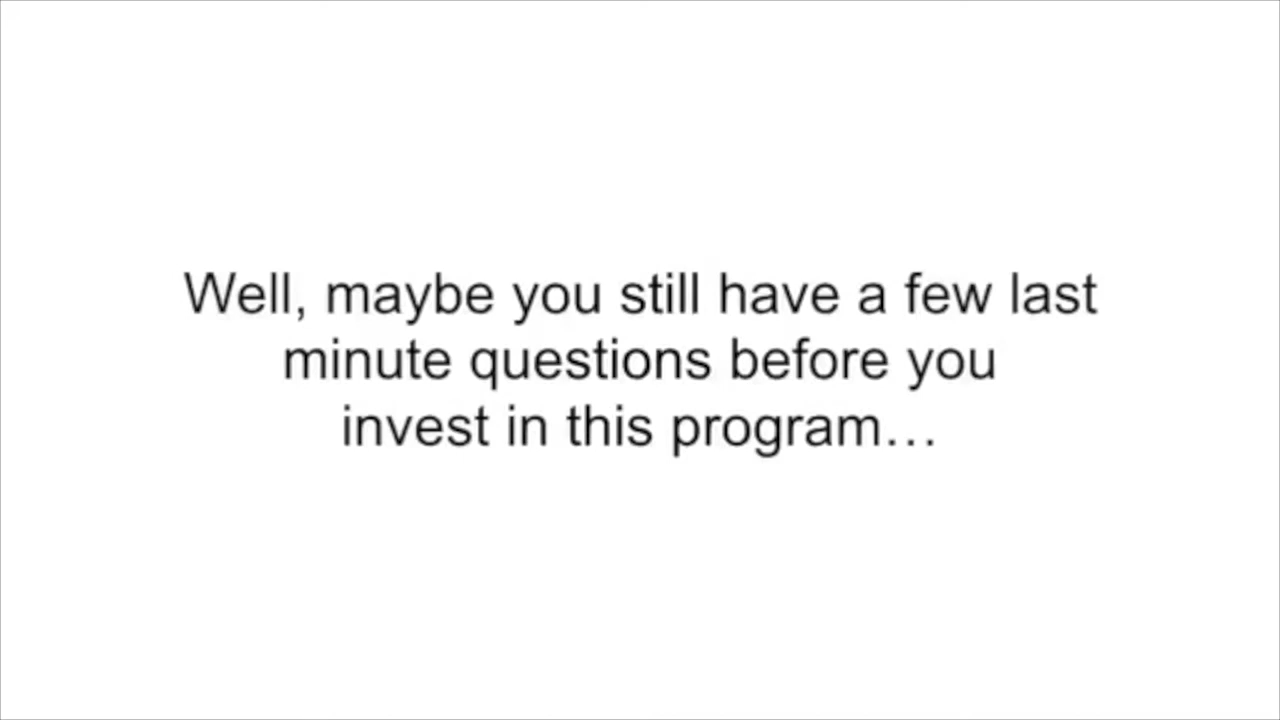 Well, maybe you still have a few last
minute questions before you
invest in this program…